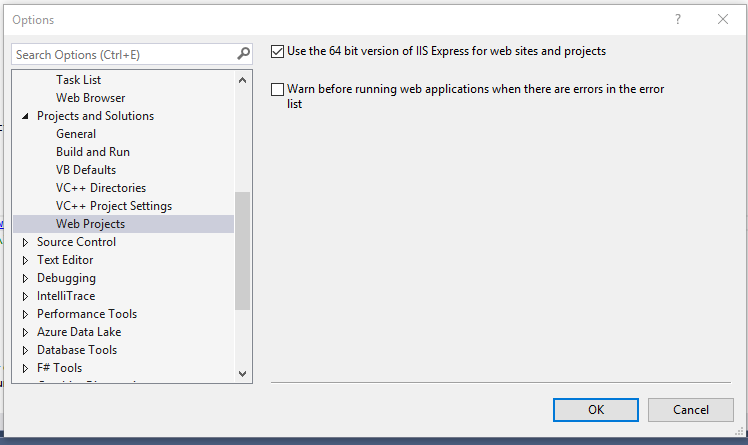 Options
Search Options (Ctrl+E)
Task List
Web Browser
Projects and Solutions
General
Build and Run
VB Defaults
VC++ Directories
VC++ Project Settings
Web Projects
Source Control
Text Editor
Debugging
IntelliTrace
Performance Tools
Azure Data Lake
Database Tools
F# Tools
Use the 64 bit version of IIS Express for web sites and projects
Warn before running web applications when there are errors in the error
list
OK
Cancel